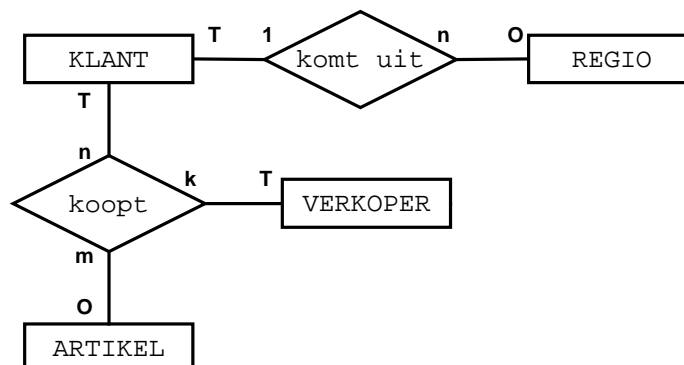 T 1 n O
KLANT komt uit REGIO
T
n
k T
koopt VERKOPER
m
O
ARTIKEL